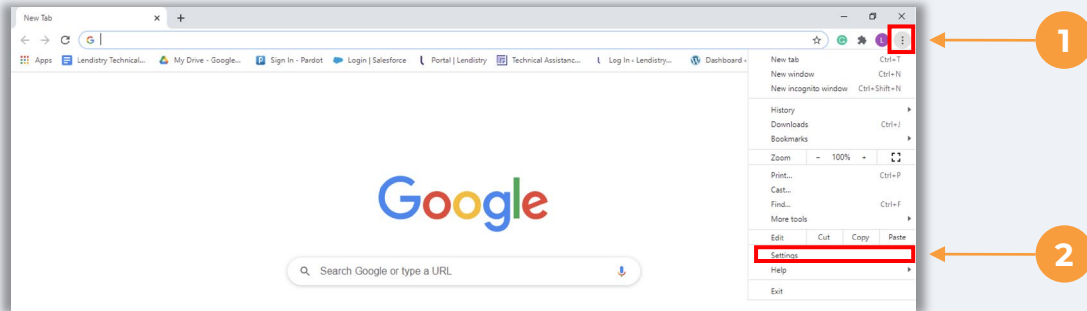 New Tab
G
L
1
Apps Lendistry Technical... My Drive - Google... Sign In - Pardot Login | Salesforce Portal | Lendistry Technical Assistanc... Log In ‹ Lendistry... Dashboard ‹
New tab Ctrl+T
New window Ctrl+N
New incognito window Ctrl+Shift+N
History
Downloads Ctrl+J
Bookmarks
Zoom - 100% +
Print... Ctrl+P
Cast...
Find... Ctrl+F
More tools
Edit Cut Copy Paste
Settings
2
Help
Exit
Google
Search Google or type a URL